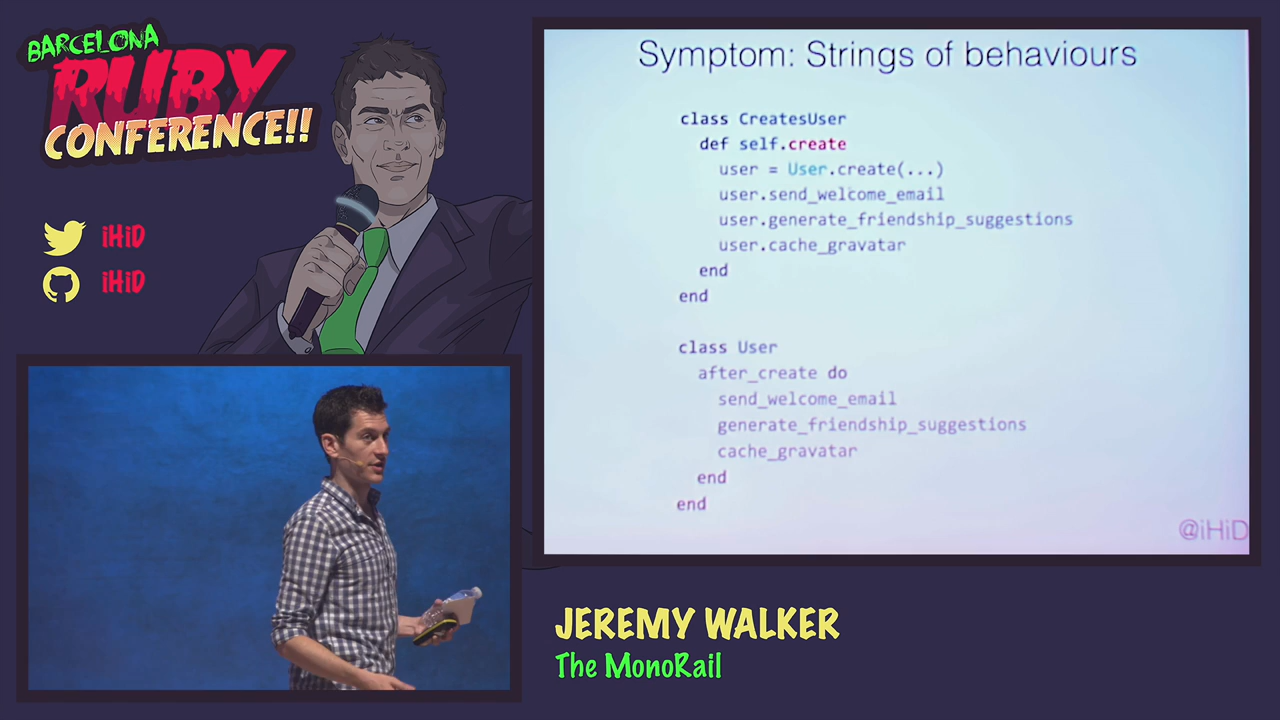 BARCELONA
RUBY
CONFERENCE!!
iHiD
iHiD
Symptom: Strings of behaviours
class CreatesUser
def self.create
user = User.create(...)
user.send_welcome_email
user.generate_friendship_suggestions
user.cache_gravatar
end
end
class User
after_create do
send_welcome_email
generate_friendship_suggestions
cache_gravatar
end
end
@iHiD
JEREMY WALKER
The MonoRail